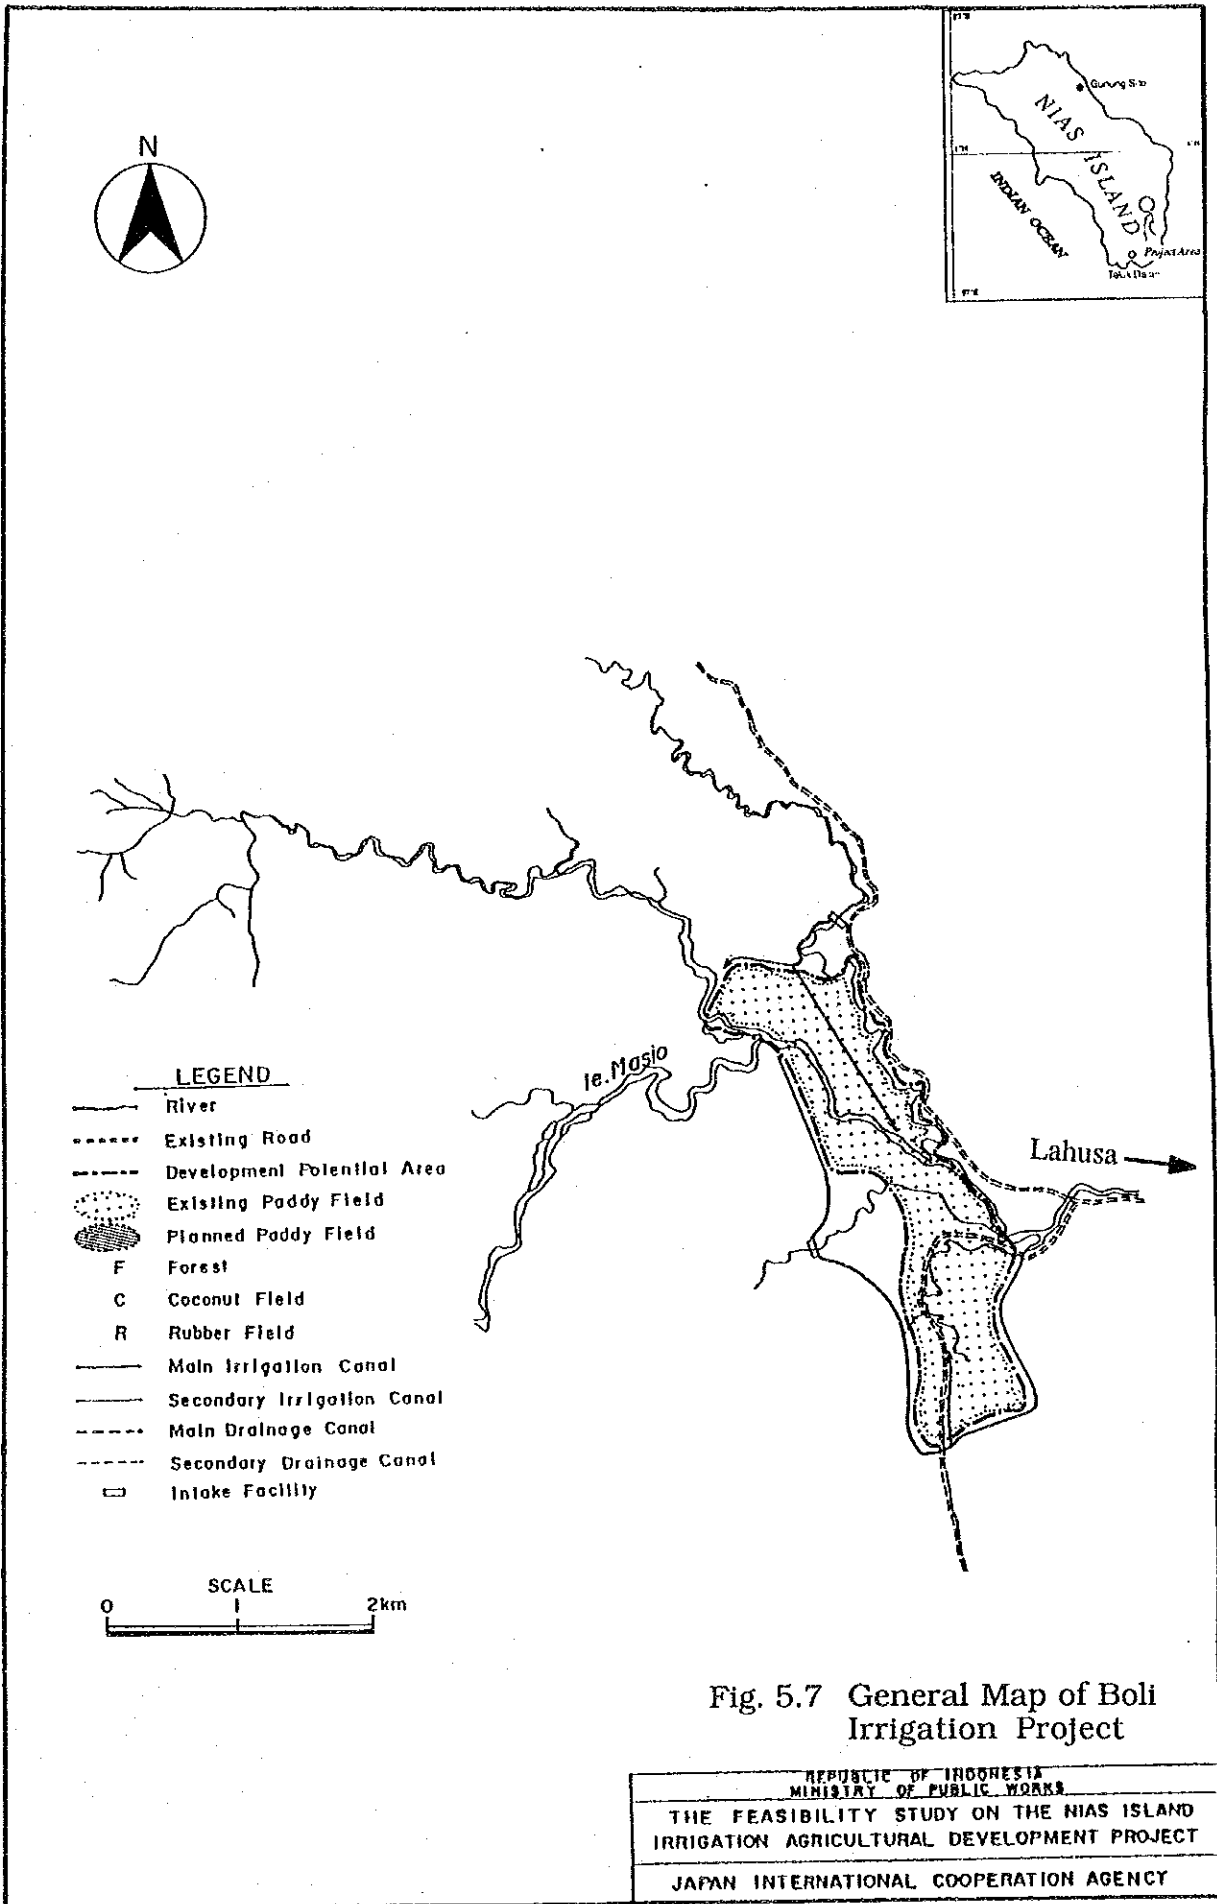 N
Gunung Sito
NIAS ISLAND
INDIAN OCEAN
Project Area
Ie. Masio
Lahusa
LEGEND
River
Existing Road
Development Potential Area
Existing Paddy Field
Planned Paddy Field
F Forest
C Coconut Field
R Rubber Field
Main Irrigation Canal
Secondary Irrigation Canal
Main Drainage Canal
Secondary Drainage Canal
Intake Facility
SCALE
0 1 2km
Fig. 5.7 General Map of Boli
Irrigation Project
REPUBLIC OF INDONESIA
MINISTRY OF PUBLIC WORKS
THE FEASIBILITY STUDY ON THE NIAS ISLAND
IRRIGATION AGRICULTURAL DEVELOPMENT PROJECT
JAPAN INTERNATIONAL COOPERATION AGENCY